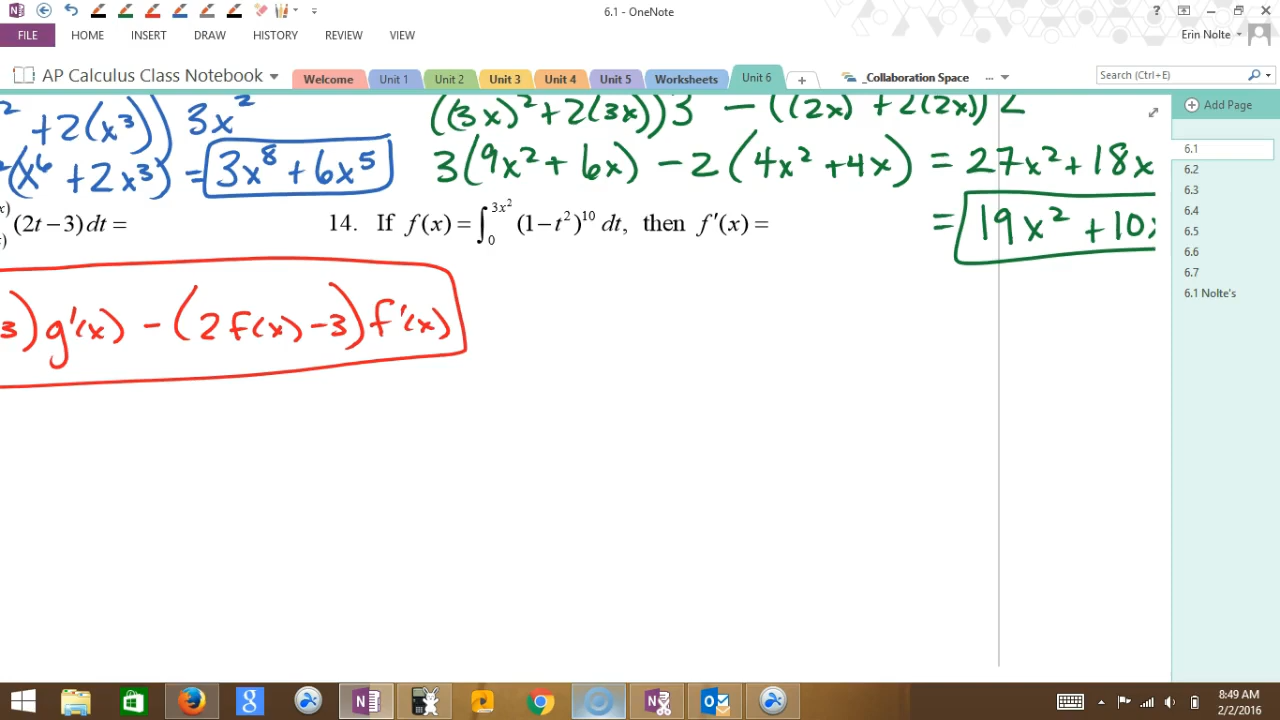 6.1 - OneNote
?
FILE HOME INSERT DRAW HISTORY REVIEW VIEW
Erin Nolte
AP Calculus Class Notebook
Welcome Unit 1 Unit 2 Unit 3 Unit 4 Unit 5 Worksheets Unit 6 + _Collaboration Space ...
Search (Ctrl+E)
+ Add Page
² + 2(x³)) 3x²
((3x)² + 2(3x))3 − ((2x) + 2(2x)) 2
(x⁶ + 2x³) = 3x⁸ + 6x⁵
3(9x² + 6x) − 2(4x² + 4x) = 27x² + 18x
= 19x² + 10x
(2t − 3) dt =
14. If f(x) = ∫₀^{3x²} (1 − t²)¹⁰ dt, then f′(x) =
3) g'(x) − (2f(x) − 3) f'(x)
6.1
6.2
6.3
6.4
6.5
6.6
6.7
6.1 Nolte's
8:49 AM
2/2/2016